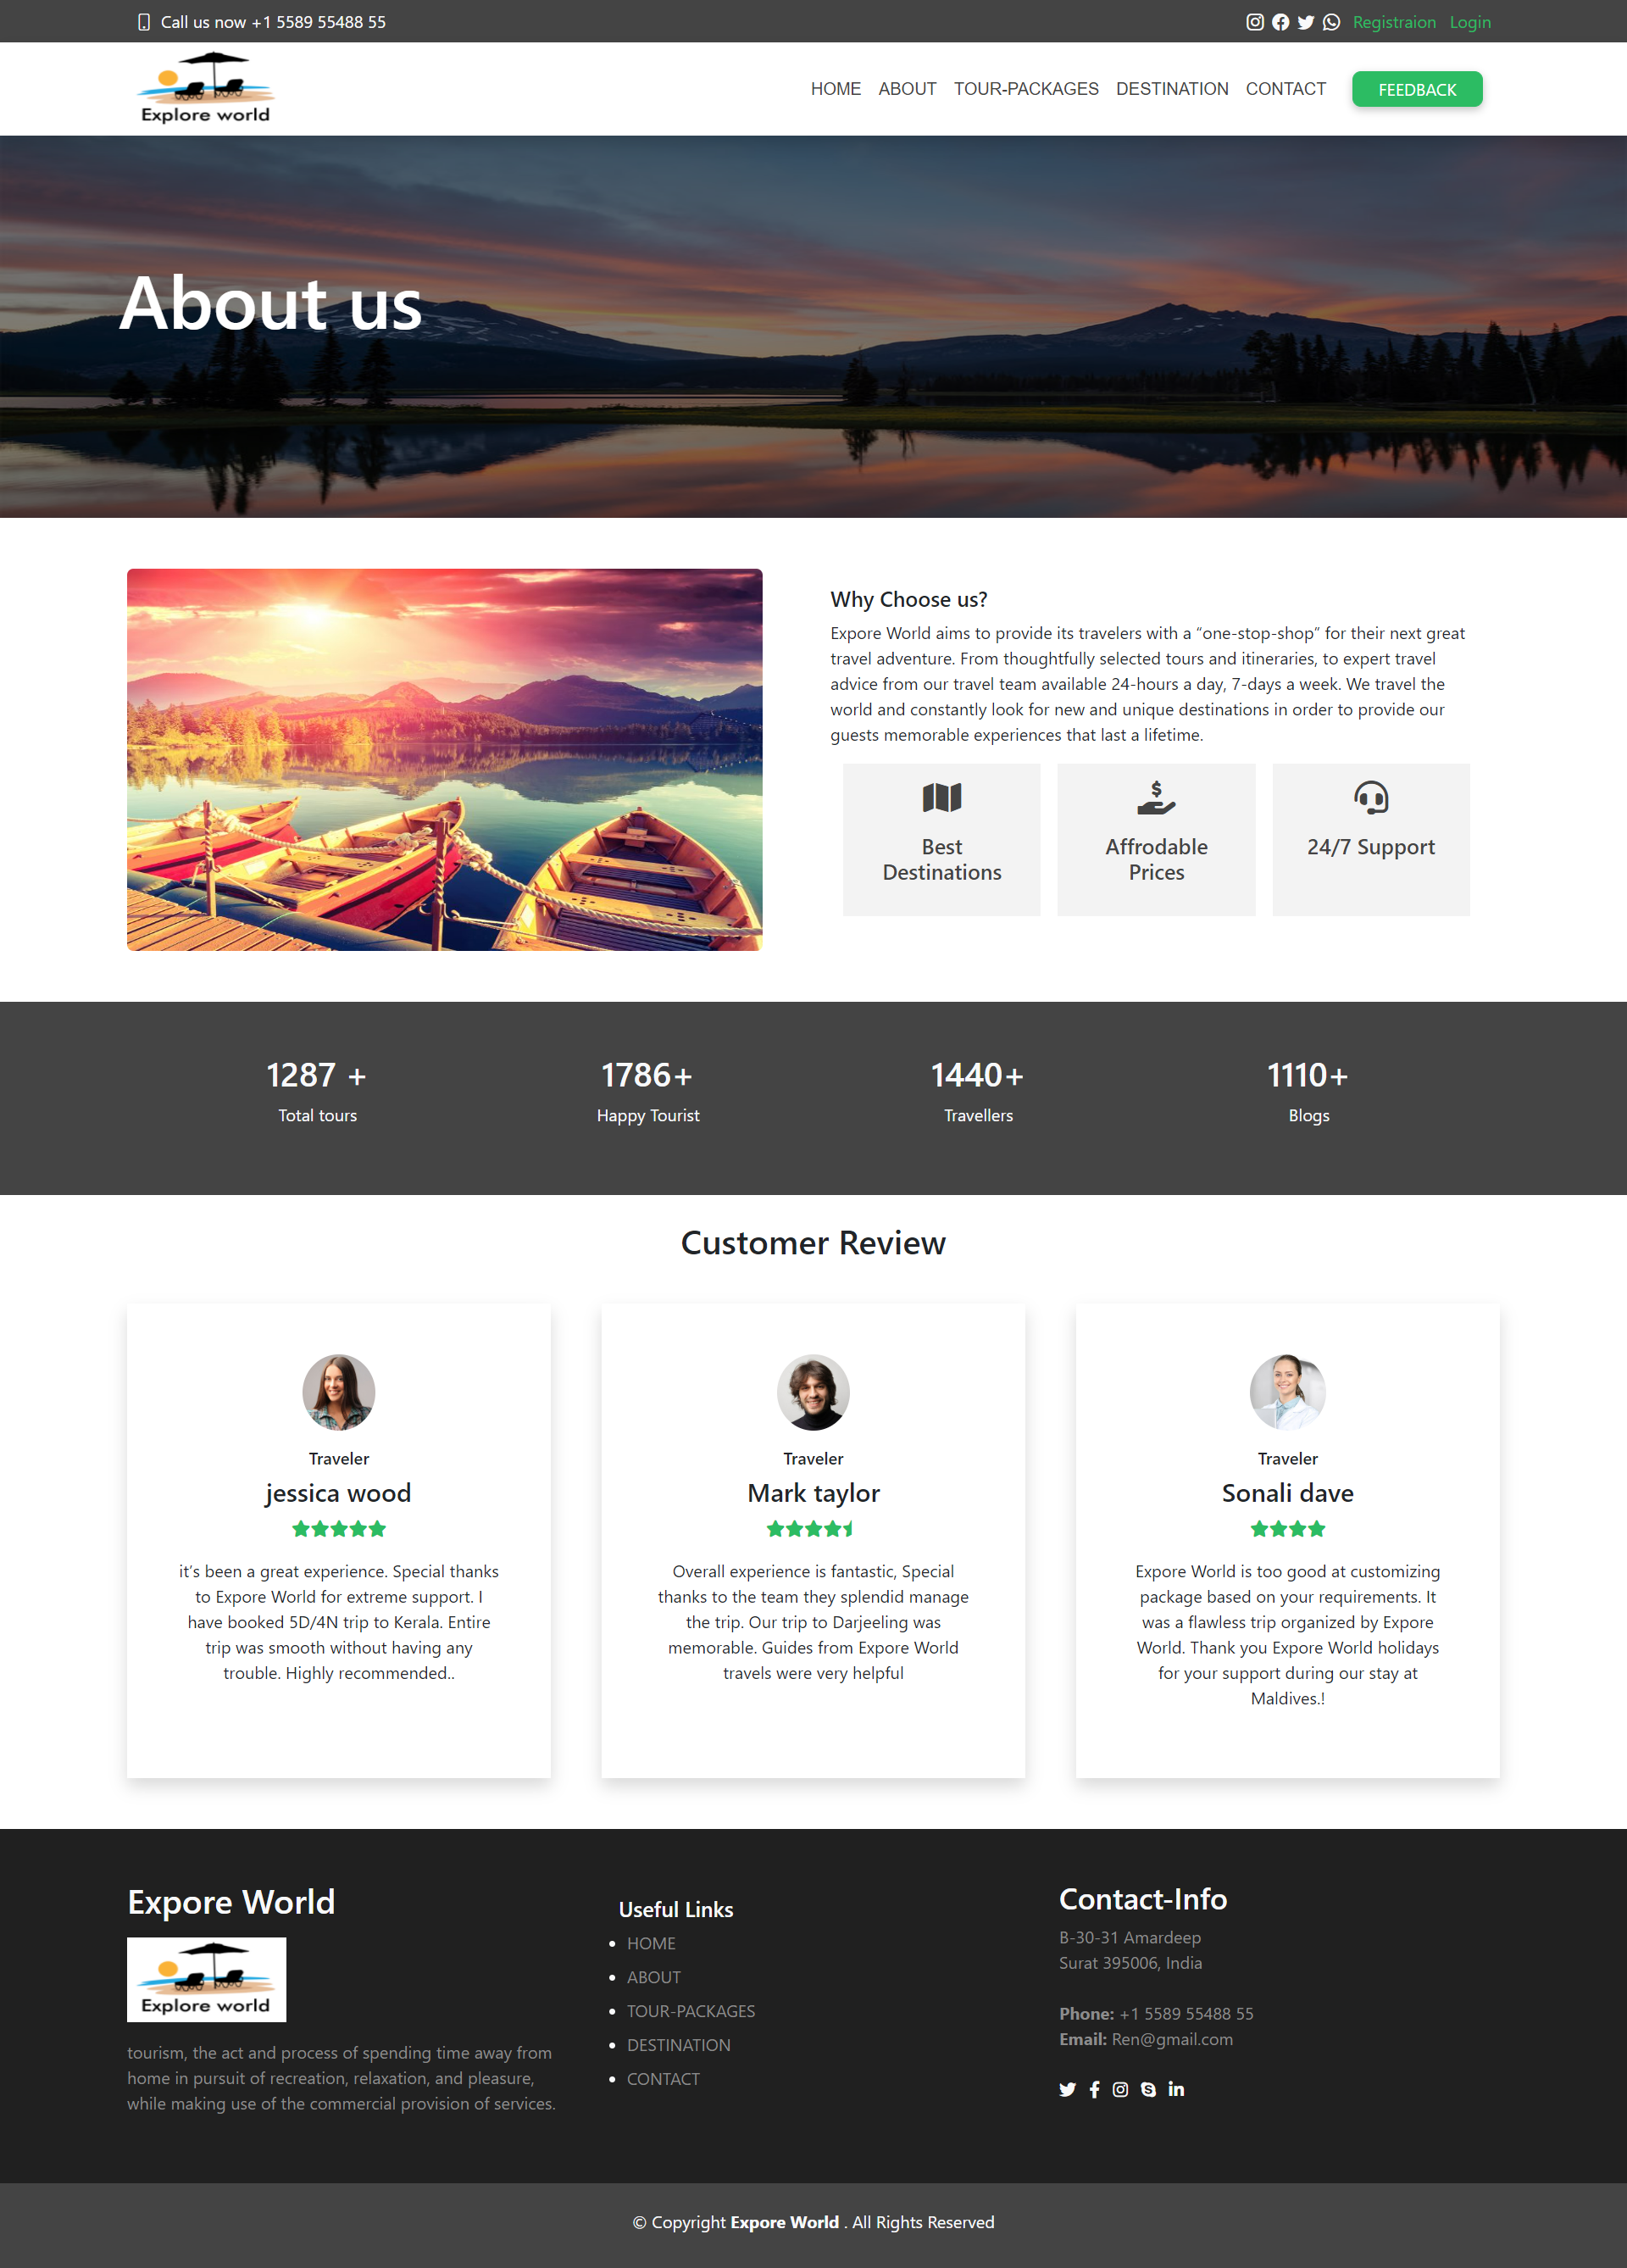 Call us now +1 5589 55488 55
Registraion Login
Explore world
HOME ABOUT TOUR-PACKAGES DESTINATION CONTACT FEEDBACK
About us
Why Choose us?
Expore World aims to provide its travelers with a “one-stop-shop” for their next great
travel adventure. From thoughtfully selected tours and itineraries, to expert travel
advice from our travel team available 24-hours a day, 7-days a week. We travel the
world and constantly look for new and unique destinations in order to provide our
guests memorable experiences that last a lifetime.
Best
Destinations
Affrodable
Prices
24/7 Support
1287 +
Total tours
1786+
Happy Tourist
1440+
Travellers
1110+
Blogs
Customer Review
Traveler
jessica wood
it’s been a great experience. Special thanks
to Expore World for extreme support. I
have booked 5D/4N trip to Kerala. Entire
trip was smooth without having any
trouble. Highly recommended..
Traveler
Mark taylor
Overall experience is fantastic, Special
thanks to the team they splendid manage
the trip. Our trip to Darjeeling was
memorable. Guides from Expore World
travels were very helpful
Traveler
Sonali dave
Expore World is too good at customizing
package based on your requirements. It
was a flawless trip organized by Expore
World. Thank you Expore World holidays
for your support during our stay at
Maldives.!
Expore World
Explore world
tourism, the act and process of spending time away from
home in pursuit of recreation, relaxation, and pleasure,
while making use of the commercial provision of services.
Useful Links
HOME
ABOUT
TOUR-PACKAGES
DESTINATION
CONTACT
Contact-Info
B-30-31 Amardeep
Surat 395006, India
Phone: +1 5589 55488 55
Email: Ren@gmail.com
© Copyright Expore World . All Rights Reserved